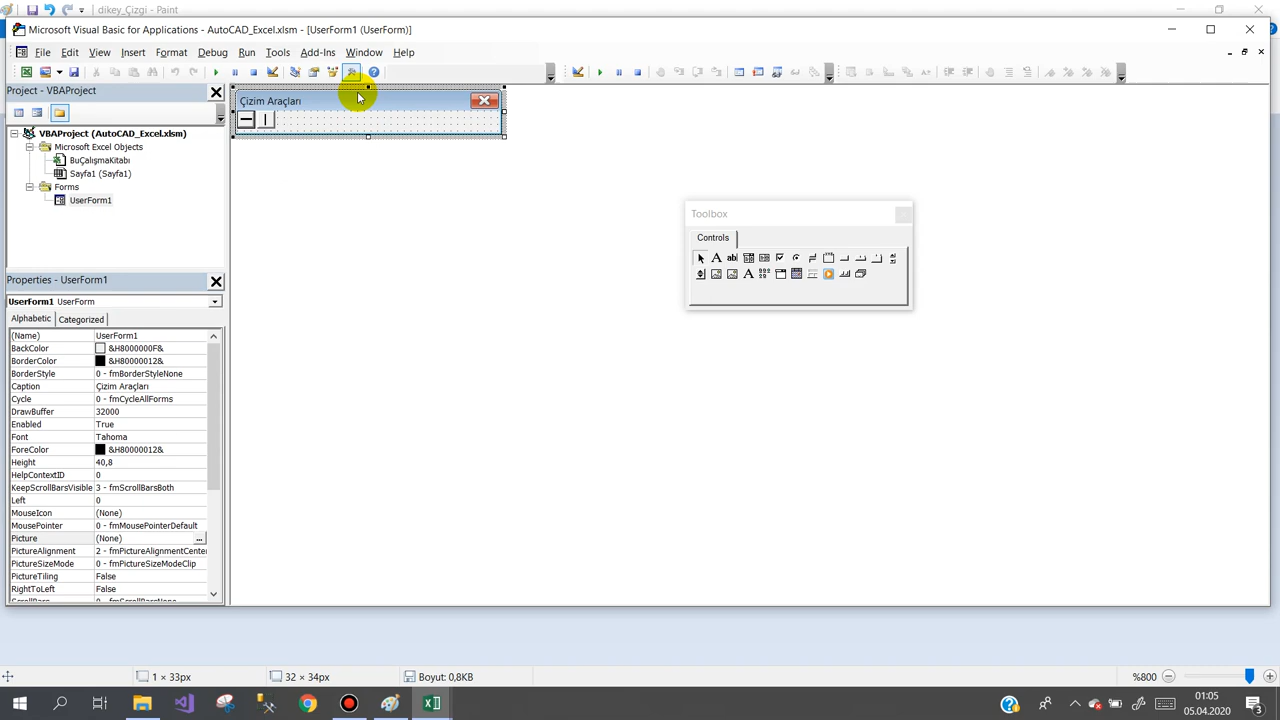 dikey_Çizgi - Paint
Microsoft Visual Basic for Applications - AutoCAD_Excel.xlsm - [UserForm1 (UserForm)]
File Edit View Insert Format Debug Run Tools Add-Ins Window Help
Project - VBAProject
VBAProject (AutoCAD_Excel.xlsm)
Microsoft Excel Objects
BuÇalışmaKitabı
Sayfa1 (Sayfa1)
Forms
UserForm1
Properties - UserForm1
UserForm1 UserForm
Alphabetic Categorized
(Name) UserForm1
BackColor &H8000000F&
BorderColor &H80000012&
BorderStyle 0 - fmBorderStyleNone
Caption Çizim Araçları
Cycle 0 - fmCycleAllForms
DrawBuffer 32000
Enabled True
Font Tahoma
ForeColor &H80000012&
Height 40,8
HelpContextID 0
KeepScrollBarsVisible 3 - fmScrollBarsBoth
Left 0
MouseIcon (None)
MousePointer 0 - fmMousePointerDefault
Picture (None) ...
PictureAlignment 2 - fmPictureAlignmentCenter
PictureSizeMode 0 - fmPictureSizeModeClip
PictureTiling False
RightToLeft False
Çizim Araçları
Toolbox
Controls
A ab|
A
1 × 33px 32 × 34px Boyut: 0,8KB %800
01:05
05.04.2020
3